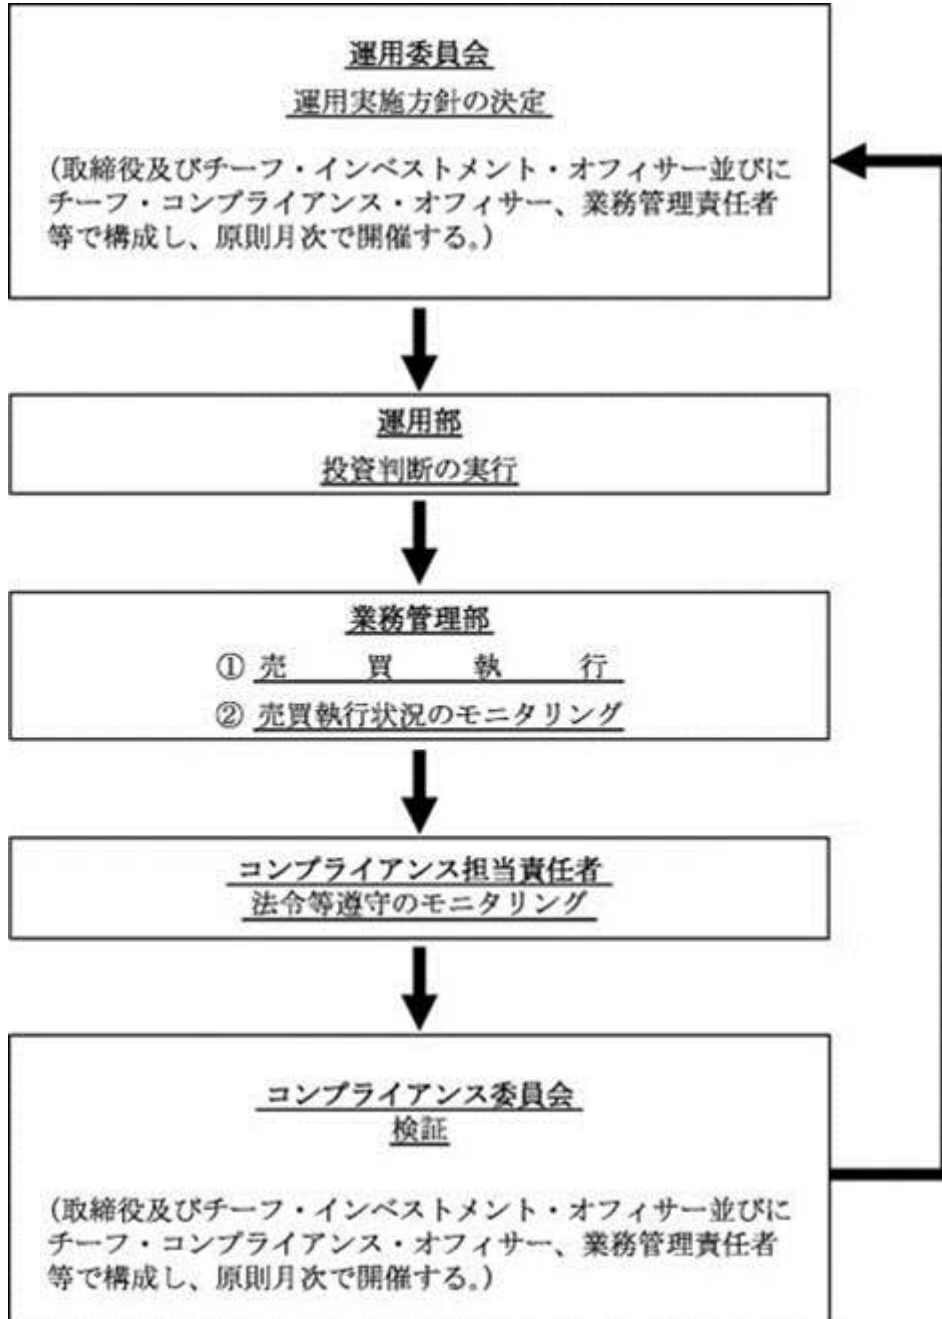 運用委員会
運用実施方針の決定
(取締役及びチーフ・インベストメント・オフィサー並びに
チーフ・コンプライアンス・オフィサー、業務管理責任者
等で構成し、原則月次で開催する。)
運用部
投資判断の実行
業務管理部
① 売買執行
② 売買執行状況のモニタリング
コンプライアンス担当責任者
法令等遵守のモニタリング
コンプライアンス委員会
検証
(取締役及びチーフ・インベストメント・オフィサー並びに
チーフ・コンプライアンス・オフィサー、業務管理責任者
等で構成し、原則月次で開催する。)